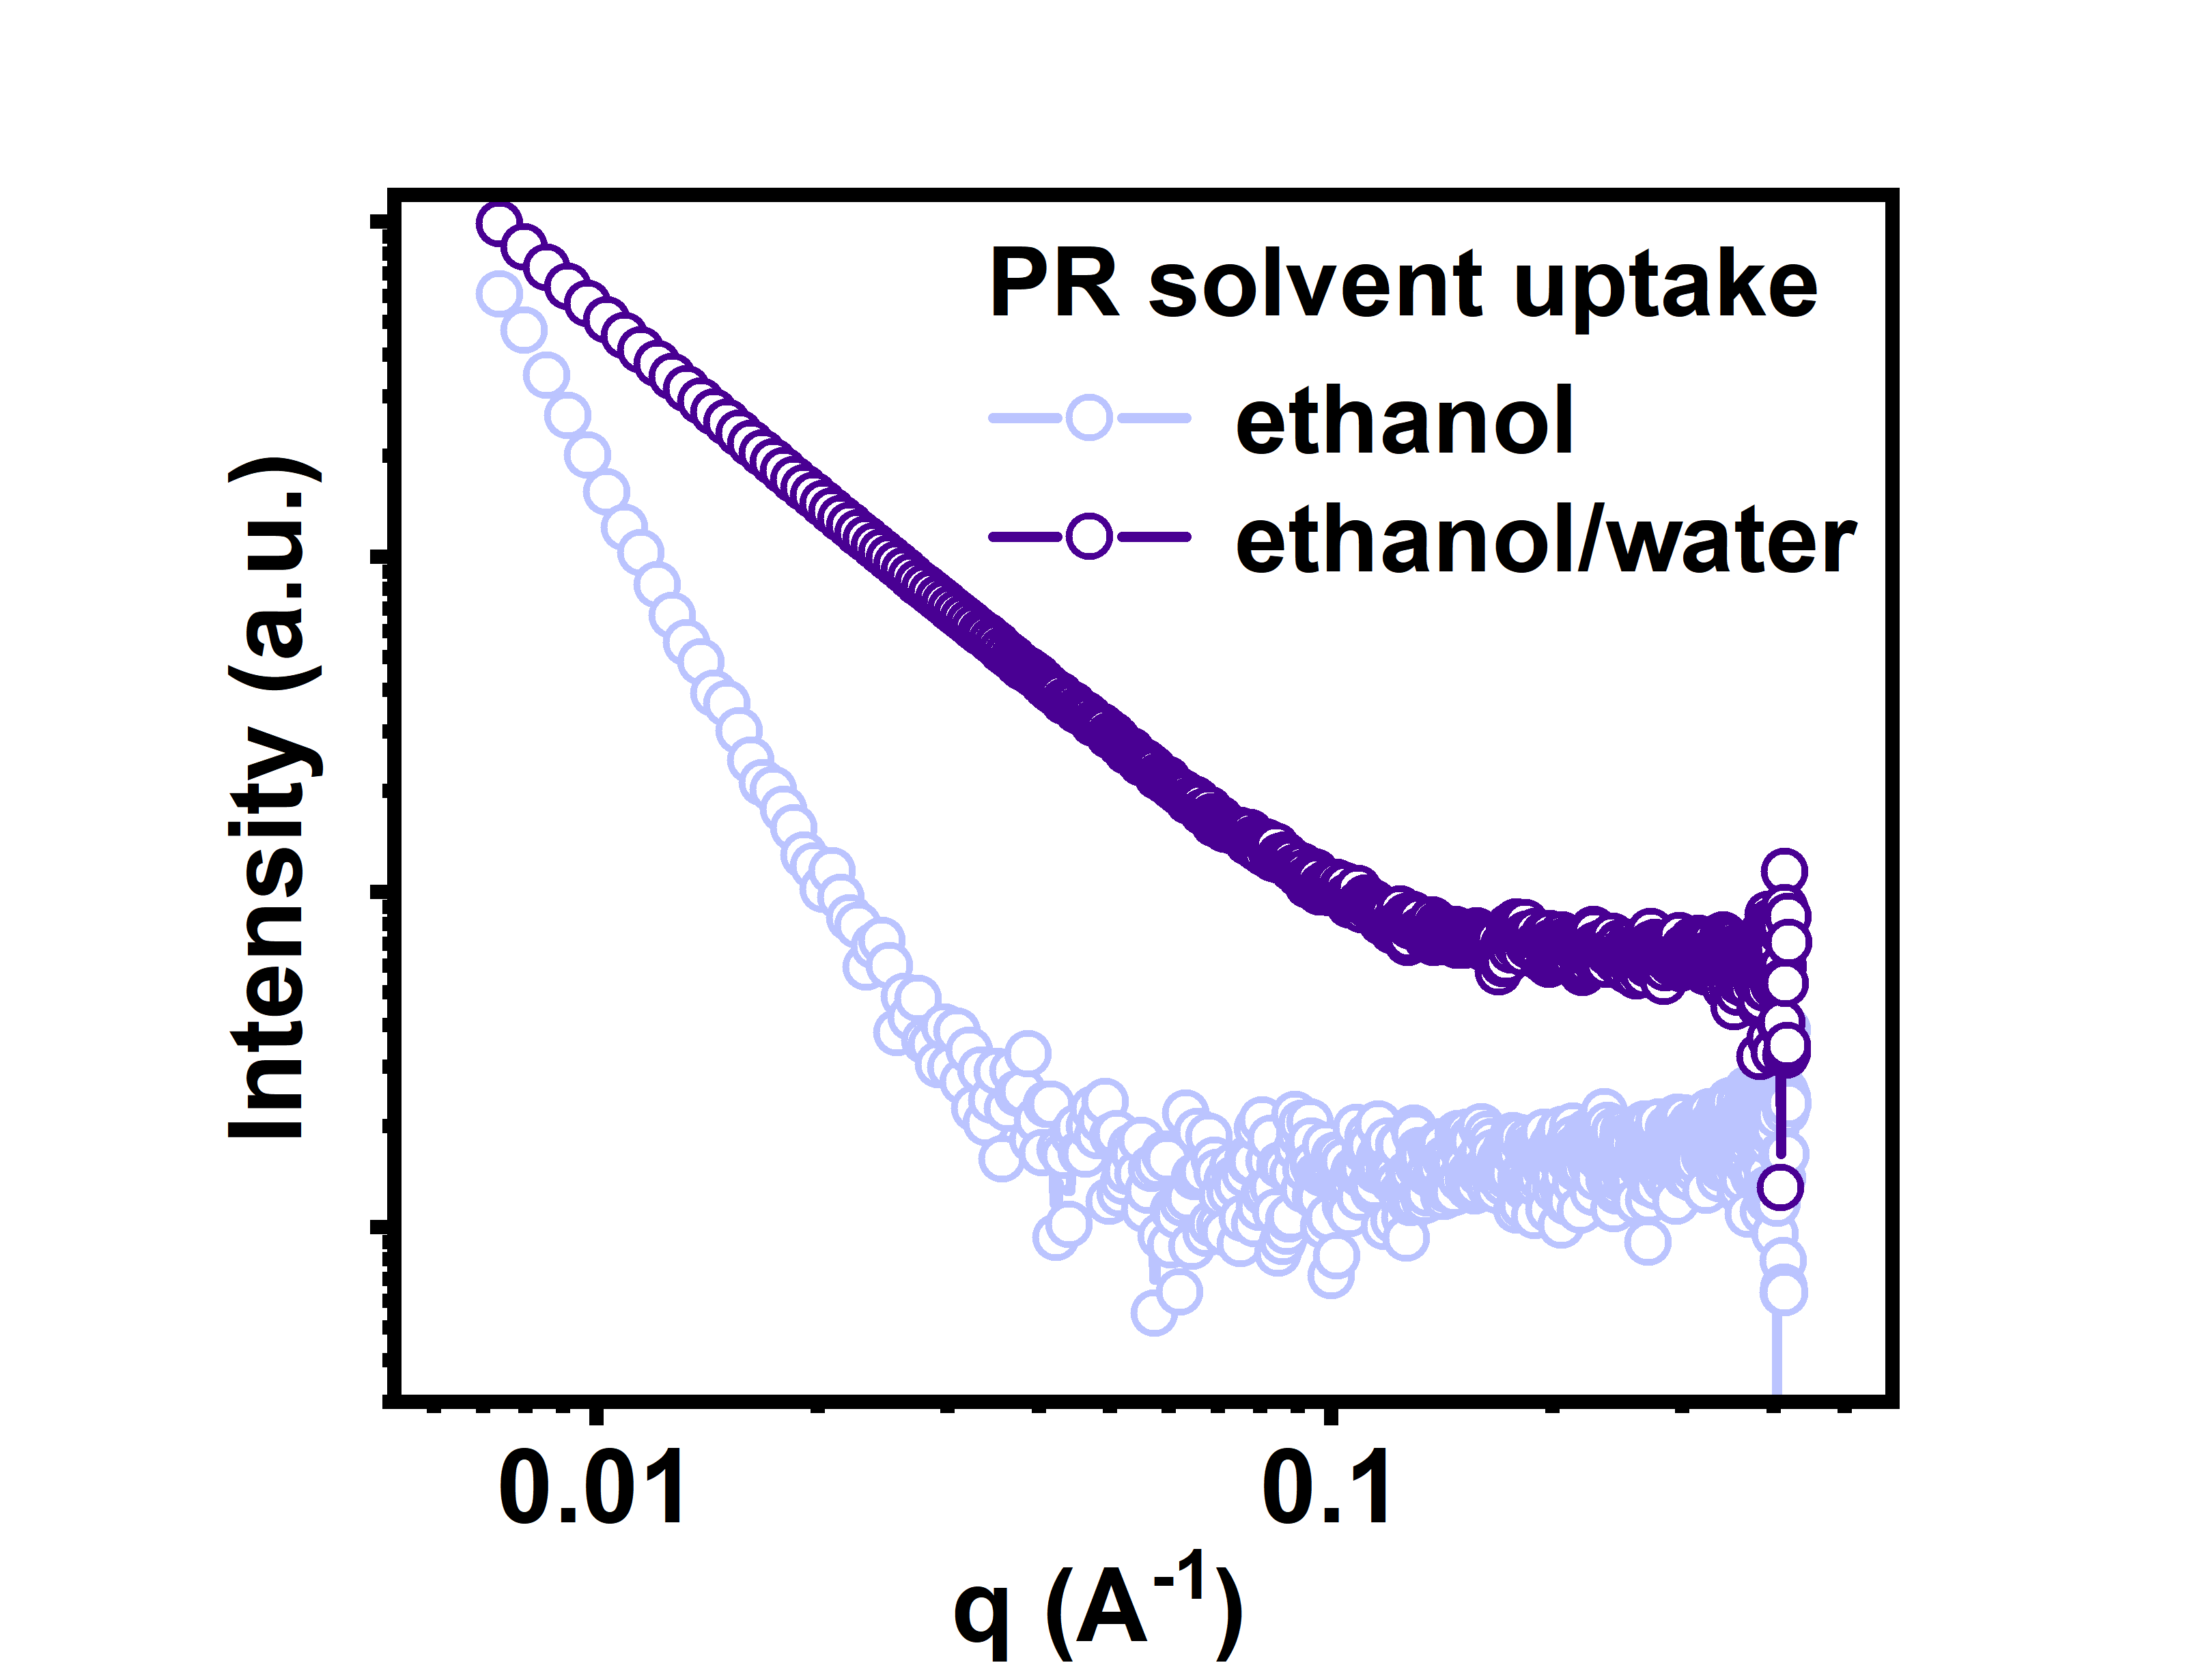 PR solvent uptake
ethanol
ethanol/water
Intensity (a.u.)
0.01
0.1
q (A-1)